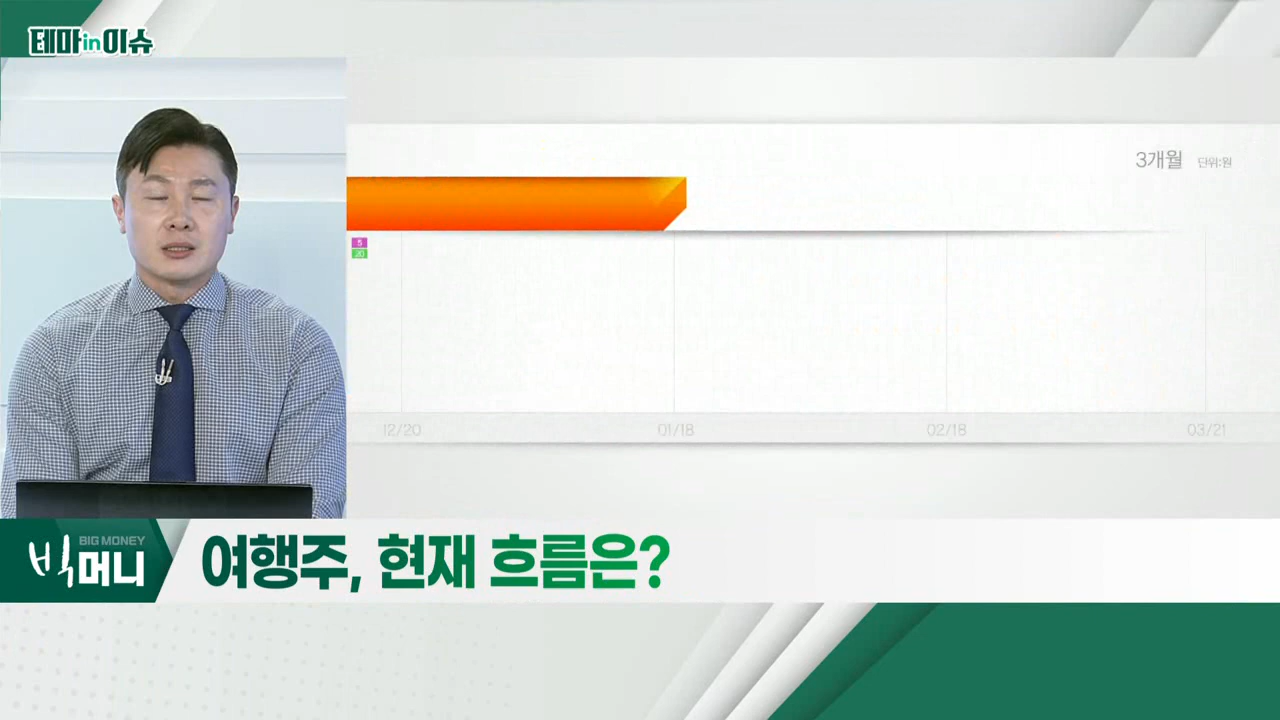 테마in이슈
3개월 단위:원
5
20
12/20 01/18 02/18 03/21
BIG MONEY
빅머니
여행주, 현재 흐름은?